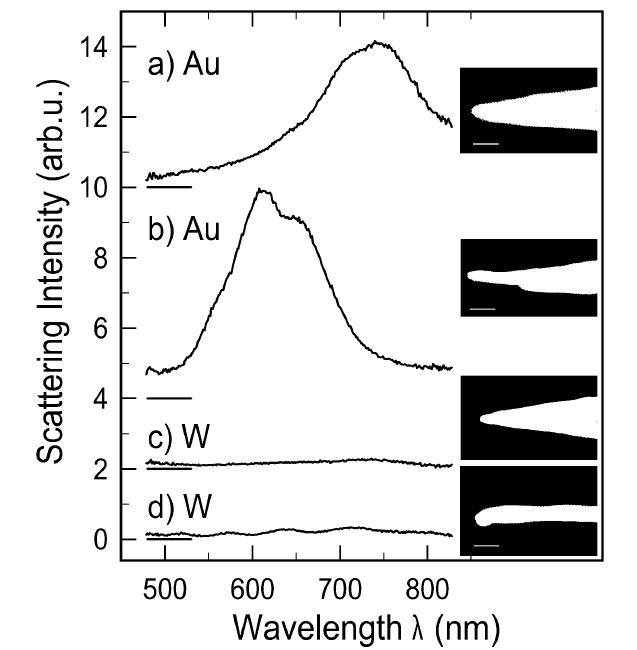 Scattering Intensity (arb.u.)
14
12
10
8
6
4
2
0
a) Au
b) Au
c) W
d) W
500 600 700 800
Wavelength λ (nm)